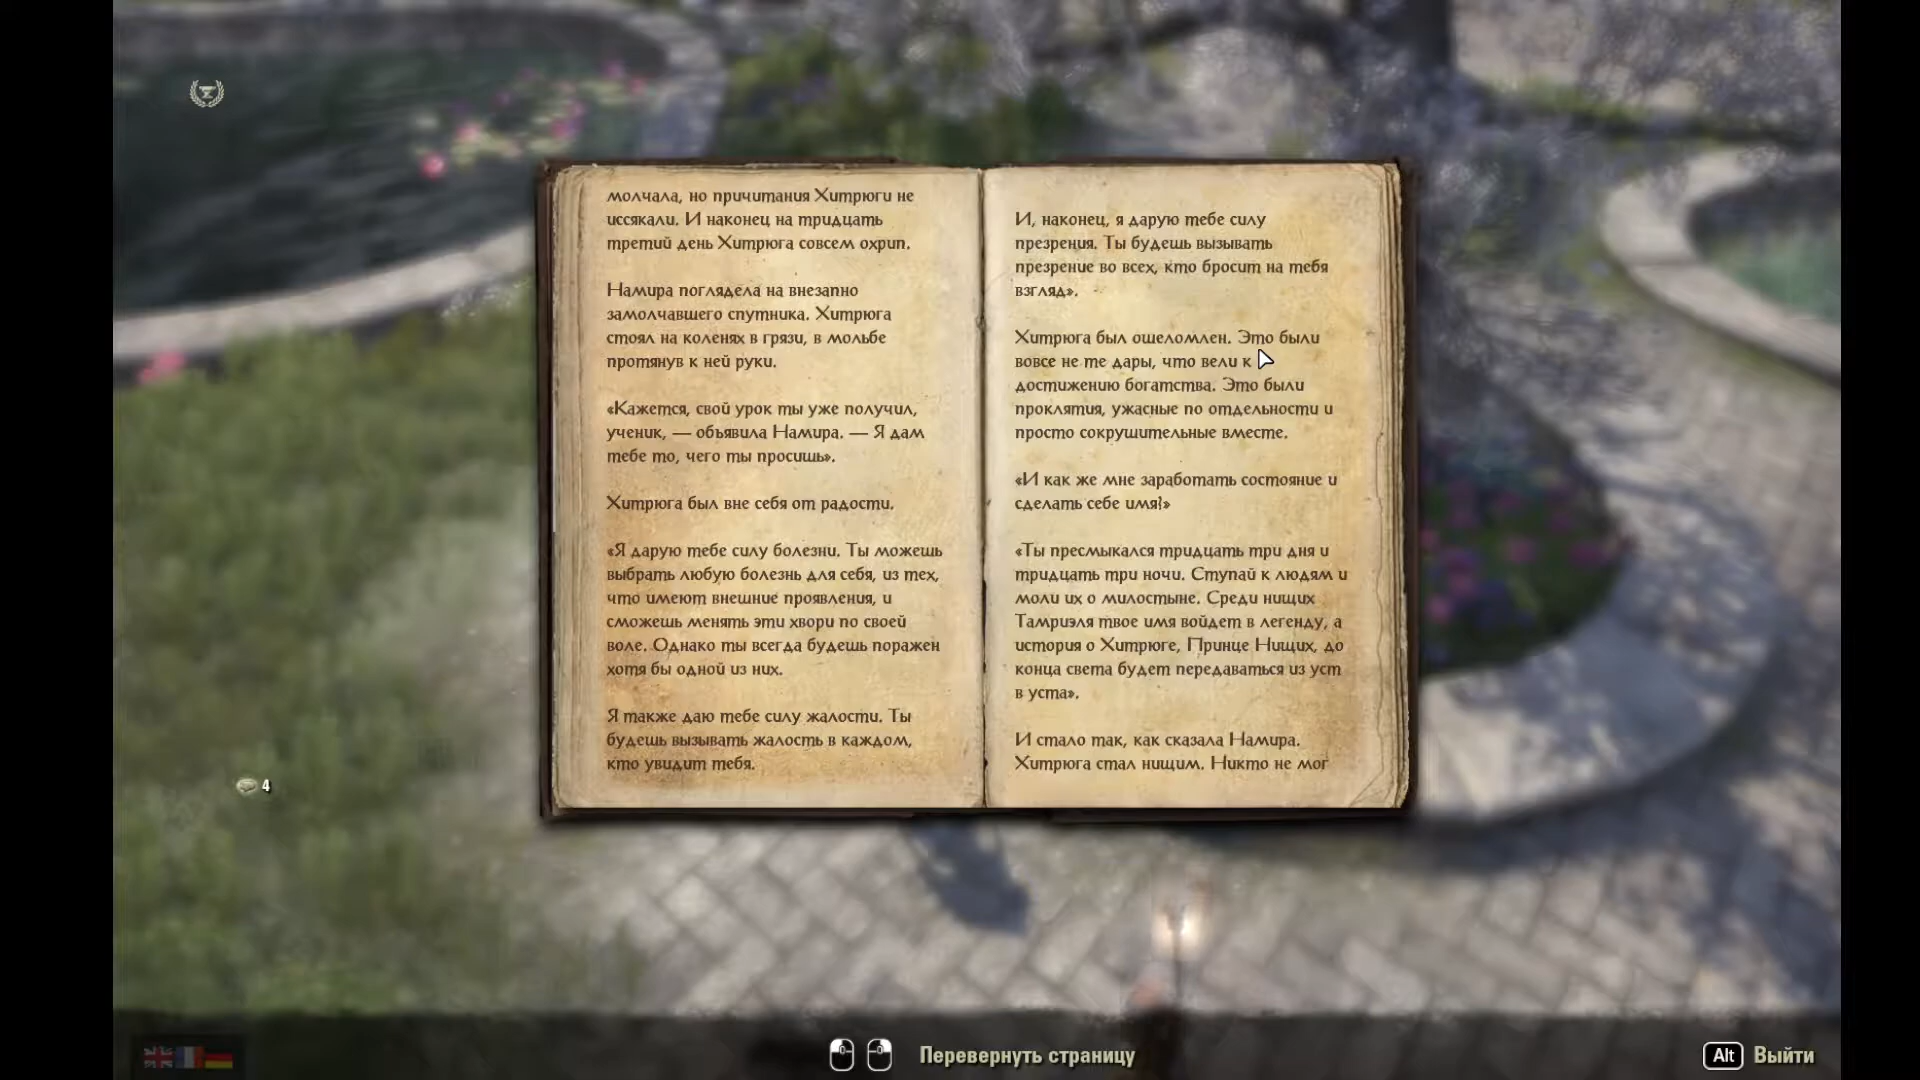 молчала, но причитания Хитрюги не
иссякали. И наконец на тридцать
третий день Хитрюга совсем охрип.
Намира поглядела на внезапно
замолчавшего спутника. Хитрюга
стоял на коленях в грязи, в мольбе
протянув к ней руки.
«Кажется, свой урок ты уже получил,
ученик, — объявила Намира. — Я дам
тебе то, чего ты просишь».
Хитрюга был вне себя от радости.
«Я дарую тебе силу болезни. Ты можешь
выбрать любую болезнь для себя, из тех,
что имеют внешние проявления, и
сможешь менять эти хвори по своей
воле. Однако ты всегда будешь поражен
хотя бы одной из них.
Я также даю тебе силу жалости. Ты
будешь вызывать жалость в каждом,
кто увидит тебя.
И, наконец, я дарую тебе силу
презрения. Ты будешь вызывать
презрение во всех, кто бросит на тебя
взгляд».
Хитрюга был ошеломлен. Это были
вовсе не те дары, что вели к
достижению богатства. Это были
проклятия, ужасные по отдельности и
просто сокрушительные вместе.
«И как же мне заработать состояние и
сделать себе имя?»
«Ты пресмыкался тридцать три дня и
тридцать три ночи. Ступай к людям и
моли их о милостыне. Среди нищих
Тамриэля твое имя войдет в легенду, а
история о Хитрюге, Принце Нищих, до
конца света будет передаваться из уст
в уста».
И стало так, как сказала Намира.
Хитрюга стал нищим. Никто не мог
4
Перевернуть страницу
Alt Выйти